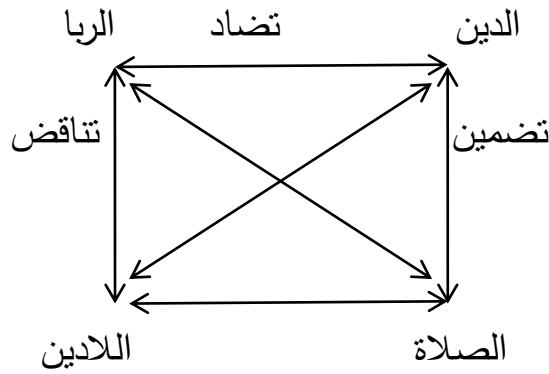 الدين تضاد الربا
تضمين تناقض
الصلاة اللادين